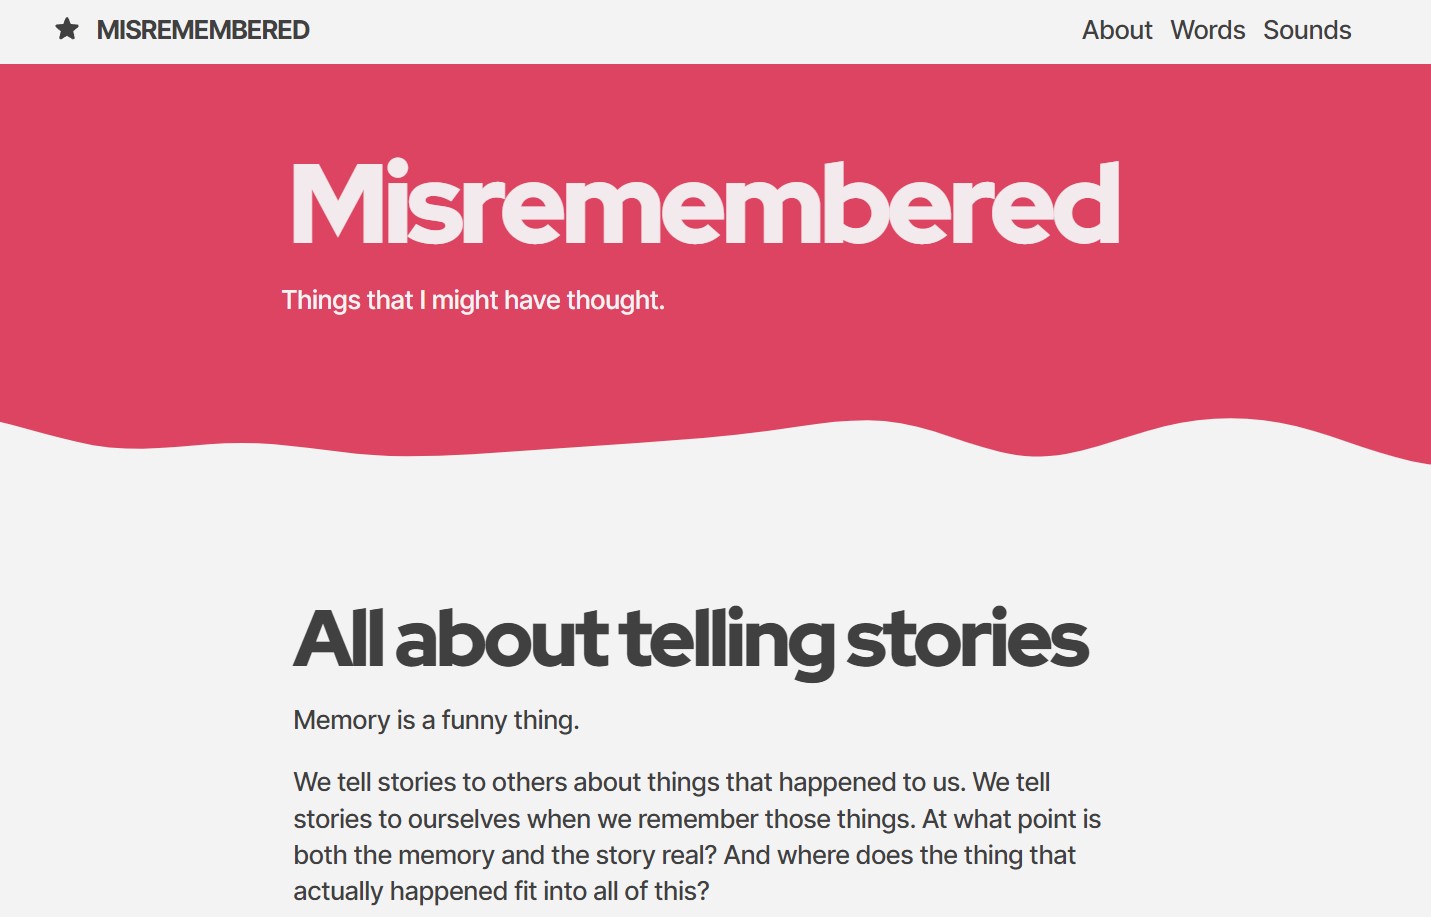 MISREMEMBERED
About Words Sounds
Misremembered
Things that I might have thought.
All about telling stories
Memory is a funny thing.
We tell stories to others about things that happened to us. We tell
stories to ourselves when we remember those things. At what point is
both the memory and the story real? And where does the thing that
actually happened fit into all of this?